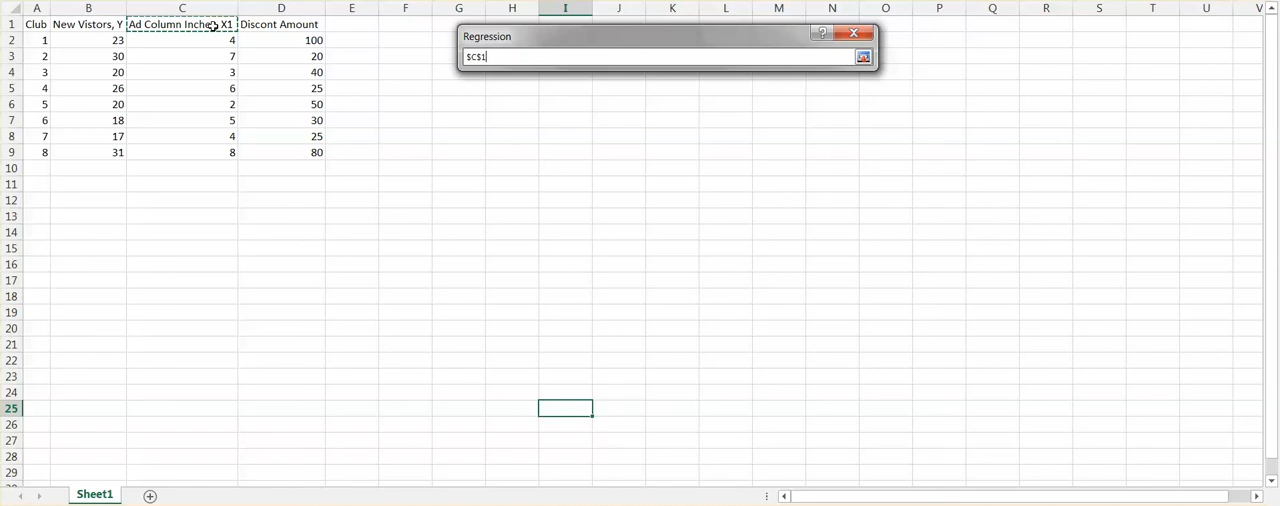 A B C D E F G H I J K L M N O P Q R S T U V
1 Club New Vistors, Y Ad Column Inches, X1 Discont Amount
2 1 23 4 100
3 2 30 7 20
4 3 20 3 40
5 4 26 6 25
6 5 20 2 50
7 6 18 5 30
8 7 17 4 25
9 8 31 8 80
10
11
12
13
14
15
16
17
18
19
20
21
22
23
24
25
26
27
28
29
Regression
?
$C$1
Sheet1